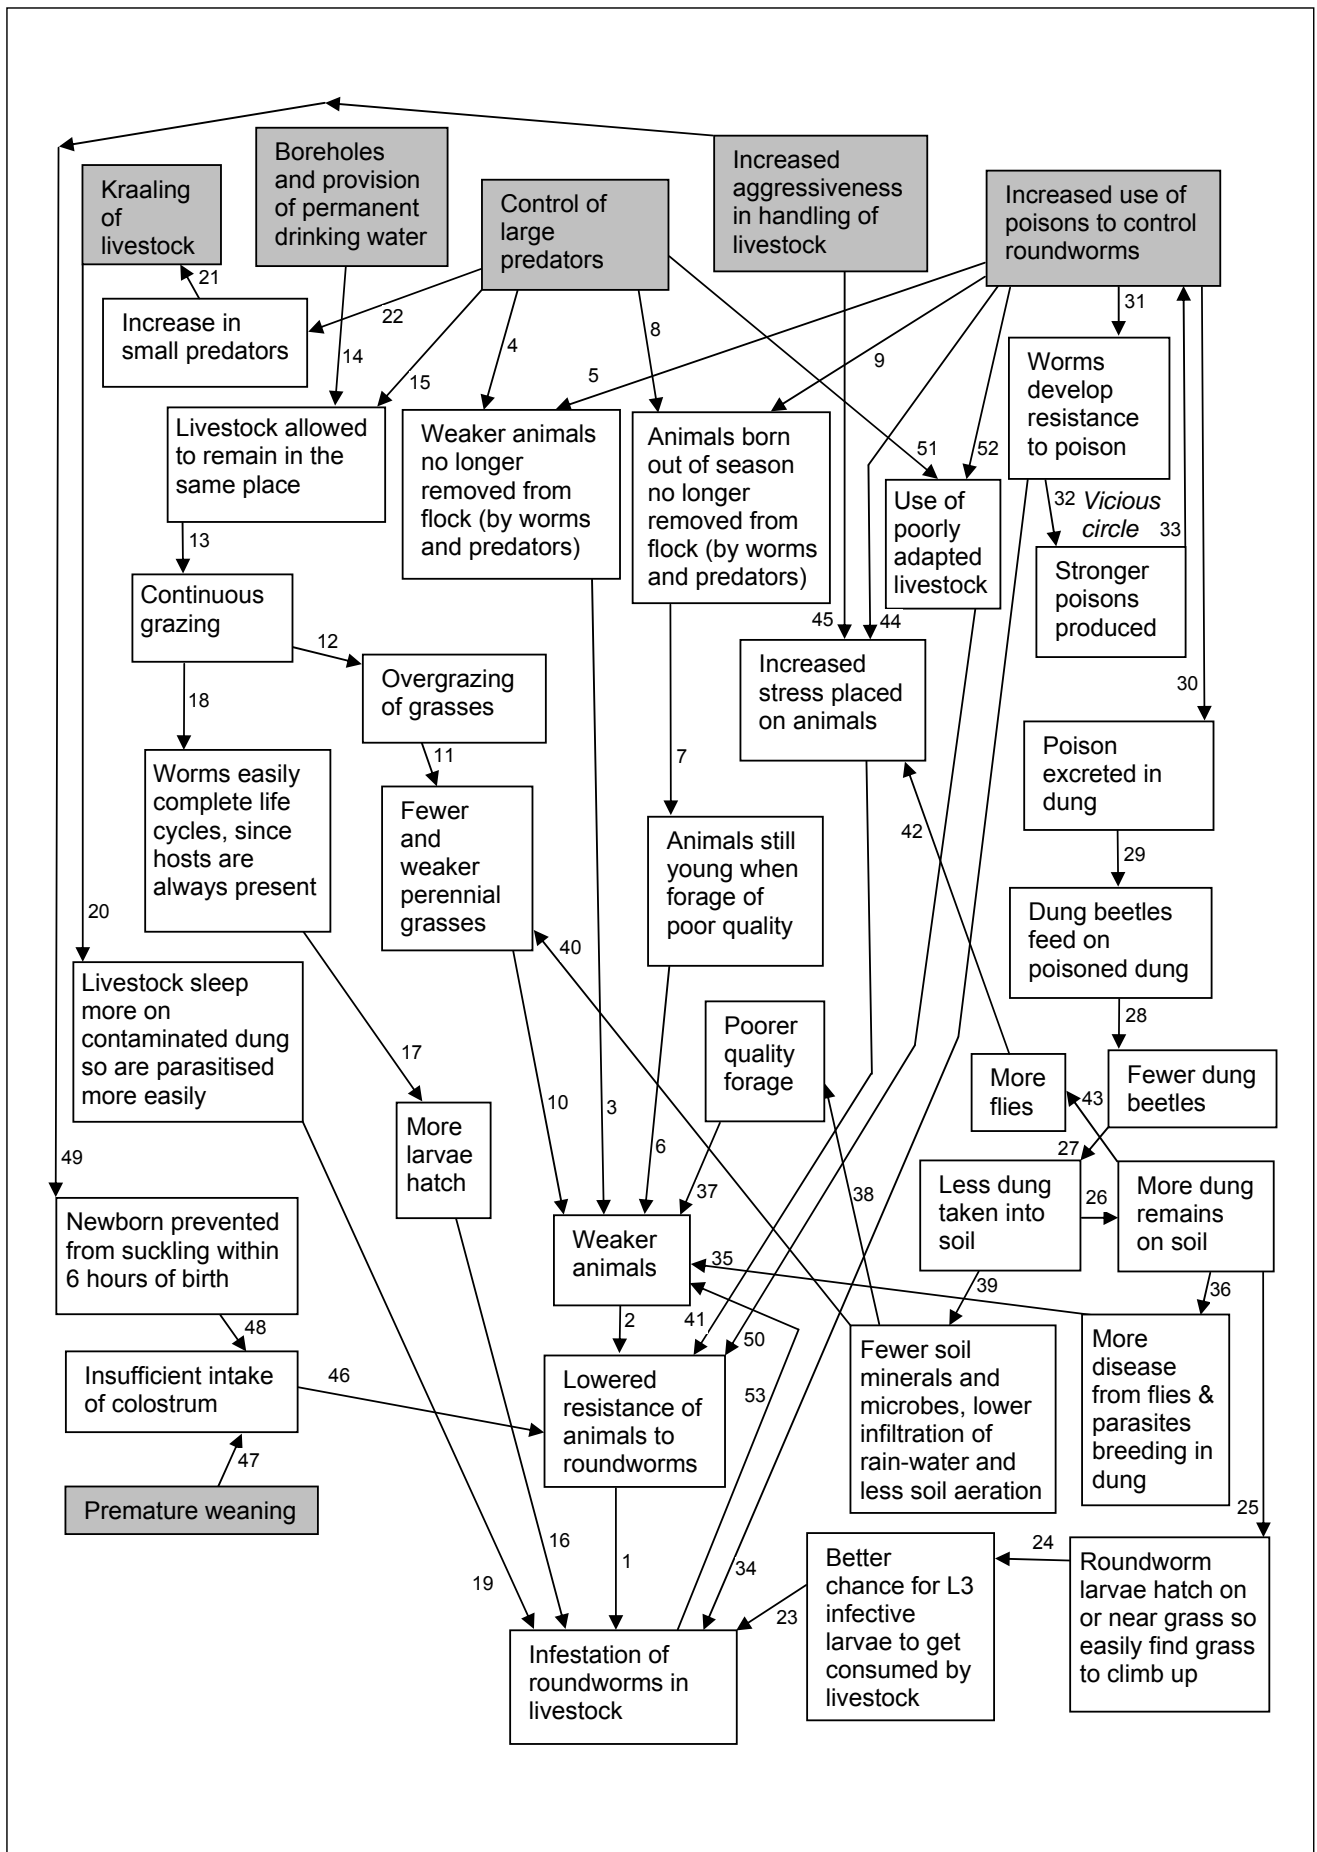 Kraaling
of
livestock
Boreholes
and provision
of permanent
drinking water
Control of
large
predators
Increased
aggressiveness
in handling of
livestock
Increased use of
poisons to control
roundworms
21
22
14
15
4
8
5
9
51
52
31
Increase in
small predators
Livestock allowed
to remain in the
same place
Weaker animals
no longer
removed from
flock (by worms
and predators)
Animals born
out of season
no longer
removed from
flock (by worms
and predators)
Use of
poorly
adapted
livestock
Worms
develop
resistance
to poison
32
Vicious
circle
33
Stronger
poisons
produced
13
Continuous
grazing
12
18
Overgrazing
of grasses
11
45
44
Increased
stress placed
on animals
30
7
Worms easily
complete life
cycles, since
hosts are
always present
Fewer
and
weaker
perennial
grasses
Animals still
young when
forage of
poor quality
42
Poison
excreted in
dung
29
Dung beetles
feed on
poisoned dung
28
20
40
Livestock sleep
more on
contaminated dung
so are parasitised
more easily
17
Poorer
quality
forage
More
flies
43
Fewer dung
beetles
27
More
larvae
hatch
10
3
6
37
38
49
Less dung
taken into
soil
26
More dung
remains
on soil
Newborn prevented
from suckling within
6 hours of birth
Weaker
animals
35
39
36
48
2
41
50
Insufficient intake
of colostrum
46
47
Lowered
resistance of
animals to
roundworms
53
Fewer soil
minerals and
microbes, lower
infiltration of
rain-water and
less soil aeration
More
disease
from flies &
parasites
breeding in
dung
25
Premature weaning
19
16
1
34
23
24
Better
chance for L3
infective
larvae to get
consumed by
livestock
Roundworm
larvae hatch on
or near grass so
easily find grass
to climb up
Infestation of
roundworms in
livestock